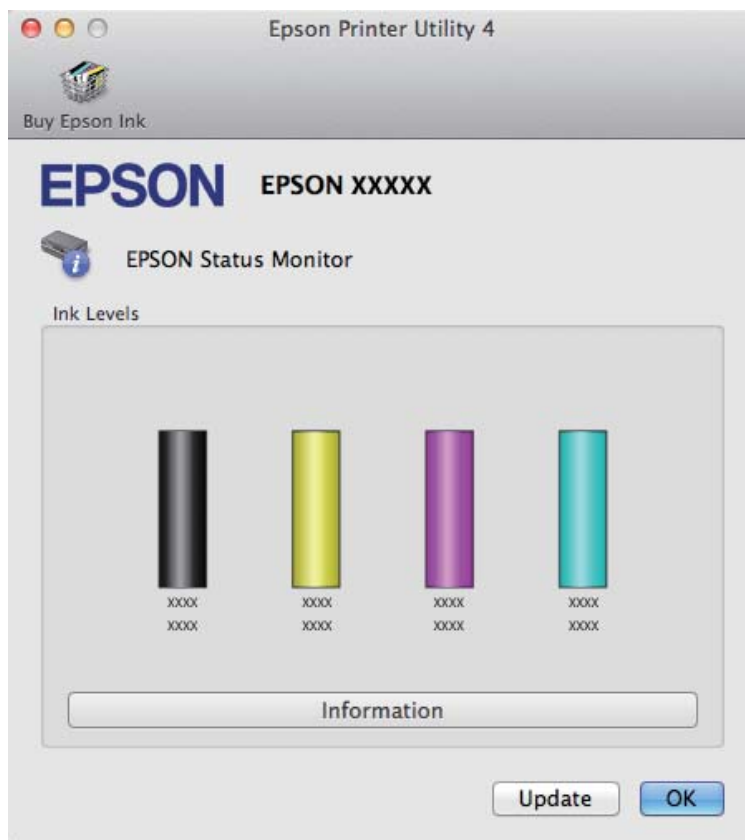 Epson Printer Utility 4
Buy Epson Ink
EPSON EPSON XXXXX
EPSON Status Monitor
Ink Levels
XXXX XXXX XXXX XXXX
XXXX XXXX XXXX XXXX
Information
Update OK